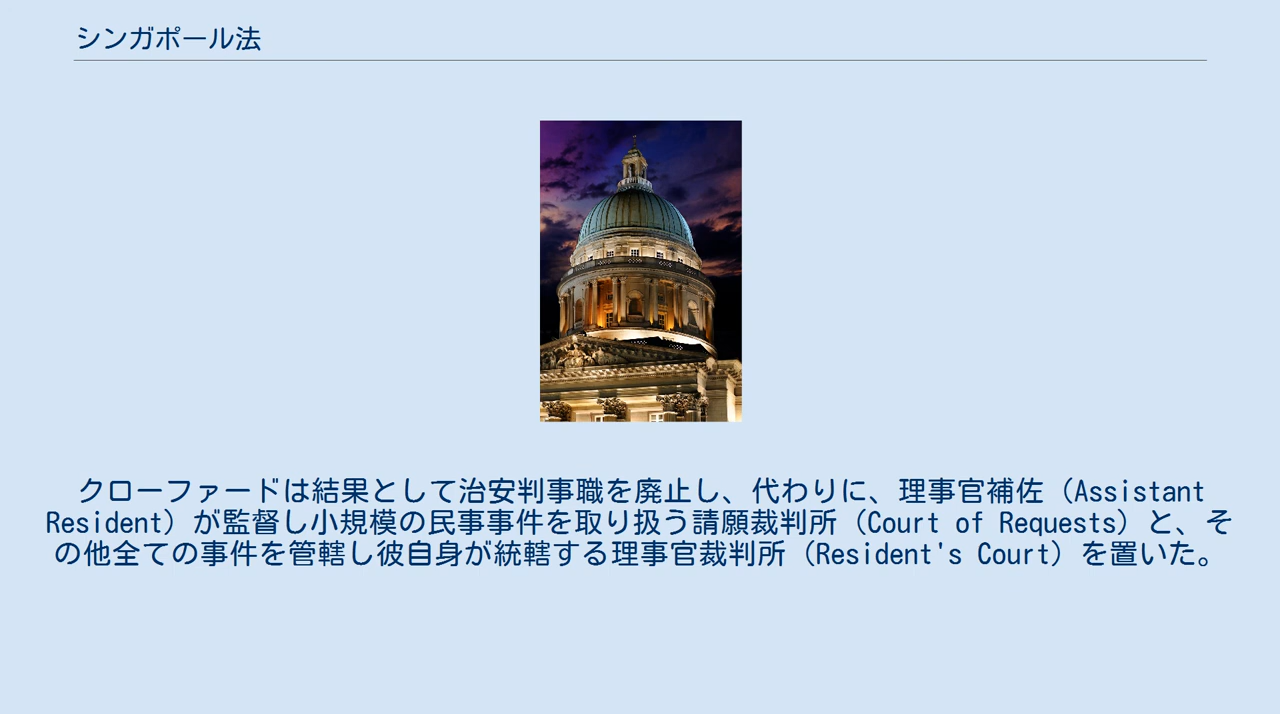 シンガポール法
クローファードは結果として治安判事職を廃止し、代わりに、理事官補佐（Assistant
Resident）が監督し小規模の民事事件を取り扱う請願裁判所（Court of Requests）と、そ
の他全ての事件を管轄し彼自身が統轄する理事官裁判所（Resident's Court）を置いた。